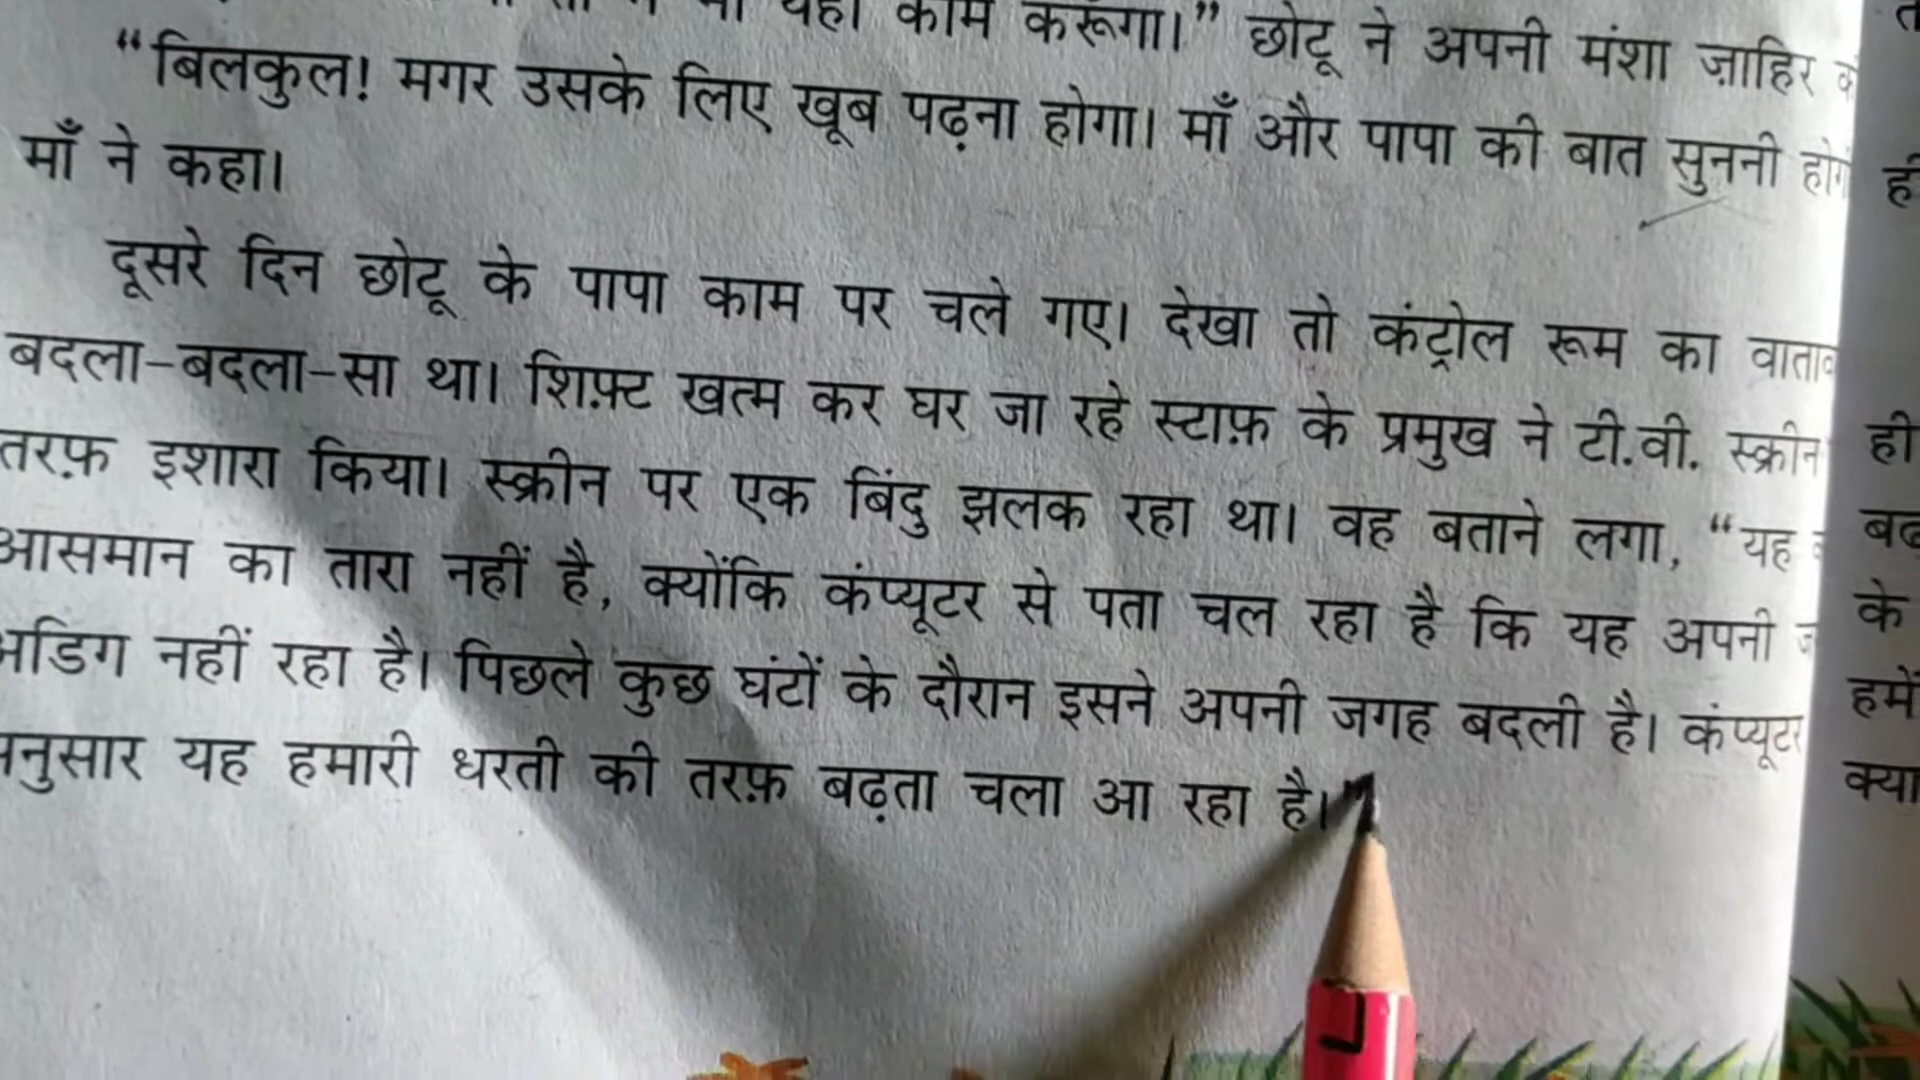 यही काम करूंगा।” छोटू ने अपनी मंशा ज़ाहिर
“बिलकुल! मगर उसके लिए खूब पढ़ना होगा। माँ और पापा की बात सुननी
माँ ने कहा।
दूसरे दिन छोटू के पापा काम पर चले गए। देखा तो कंट्रोल रूम का
बदला-बदला-सा था। शिफ़्ट खत्म कर घर जा रहे स्टाफ़ के प्रमुख ने टी.वी. स्क्रीन
तरफ़ इशारा किया। स्क्रीन पर एक बिंदु झलक रहा था। वह बताने लगा, “यह
आसमान का तारा नहीं है, क्योंकि कंप्यूटर से पता चल रहा है कि यह अपनी
अडिग नहीं रहा है। पिछले कुछ घंटों के दौरान इसने अपनी जगह बदली है। कंप्यूटर
यह हमारी धरती की तरफ़ बढ़ता चला आ रहा है।”
ही
के
हमें
क्या